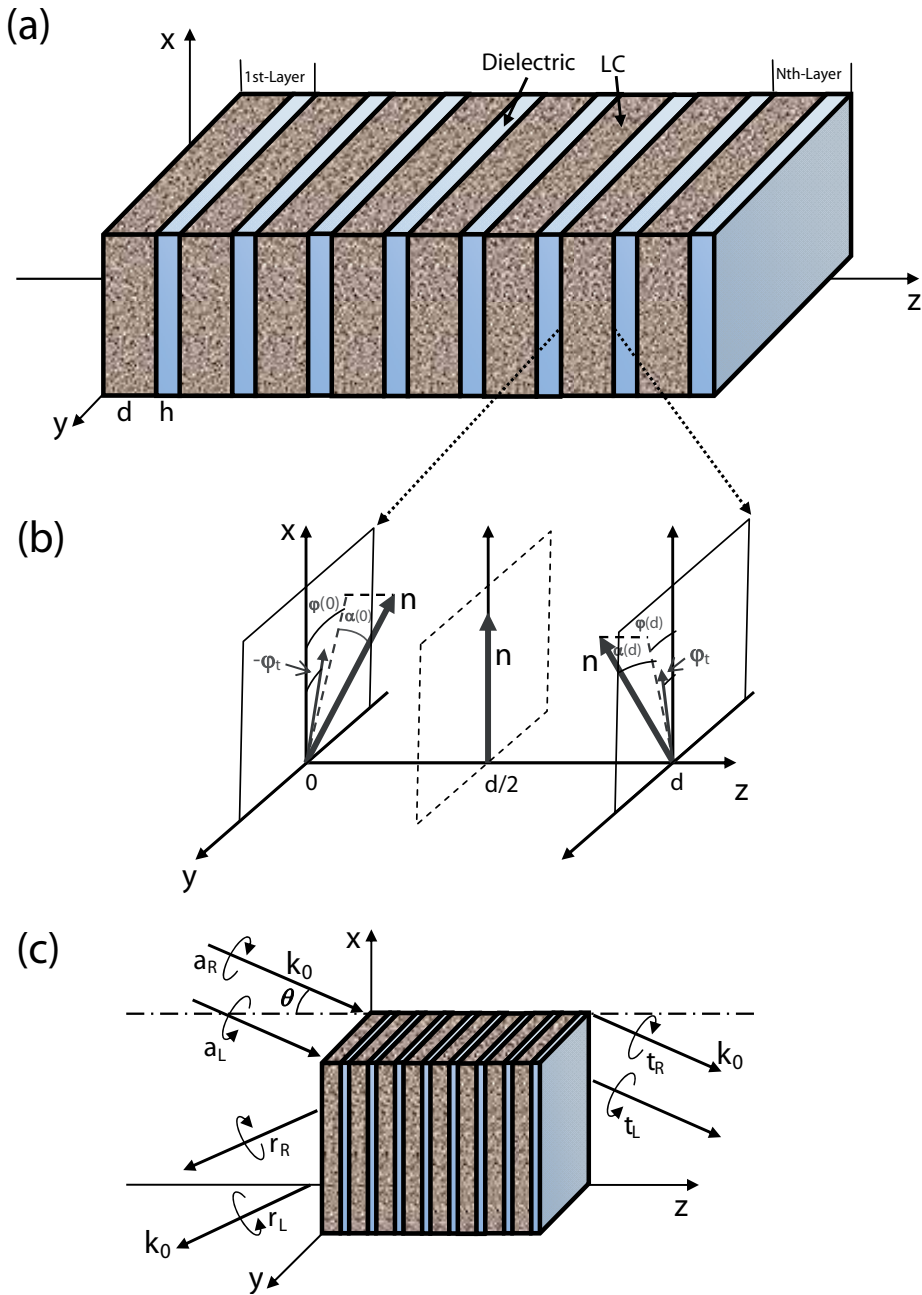 (a)
x
1st-Layer
Dielectric
LC
Nth-Layer
z
y
d
h
(b)
x
φ(0)
α(0)
n
-φt
n
φ(d)
α(d)
n
φt
0
d/2
d
z
y
(c)
x
aR
k0
θ
aL
tR
k0
tL
rR
rL
k0
z
y